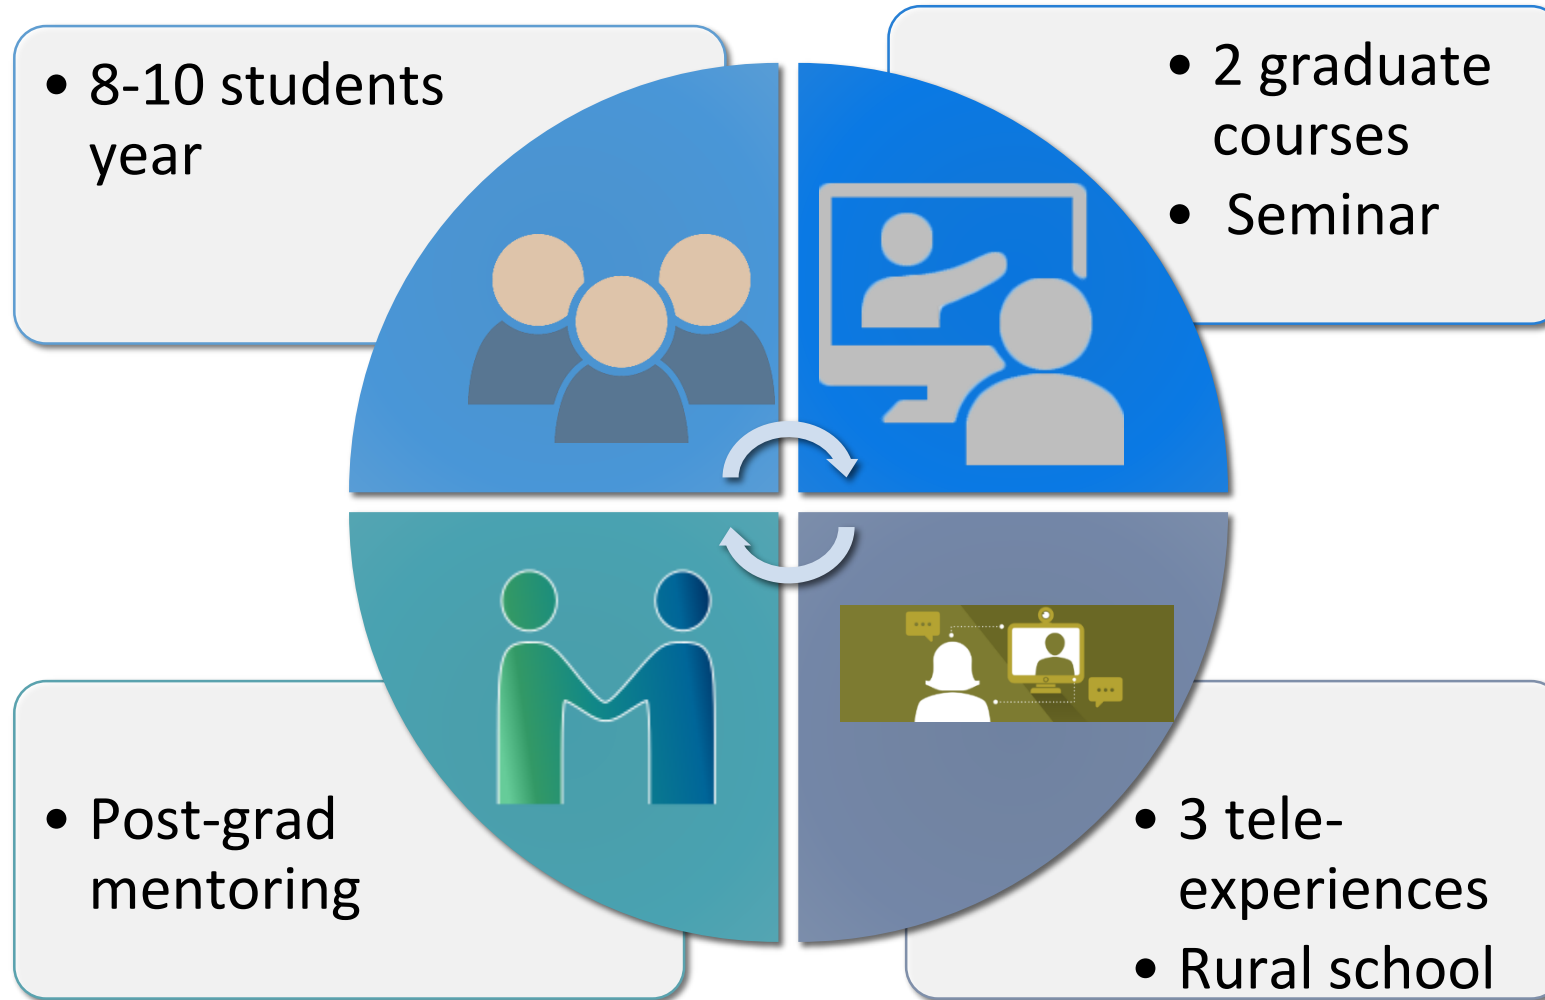 • 8-10 students
year
• 2 graduate
courses
• Seminar
• Post-grad
mentoring
• 3 tele-
experiences
• Rural school